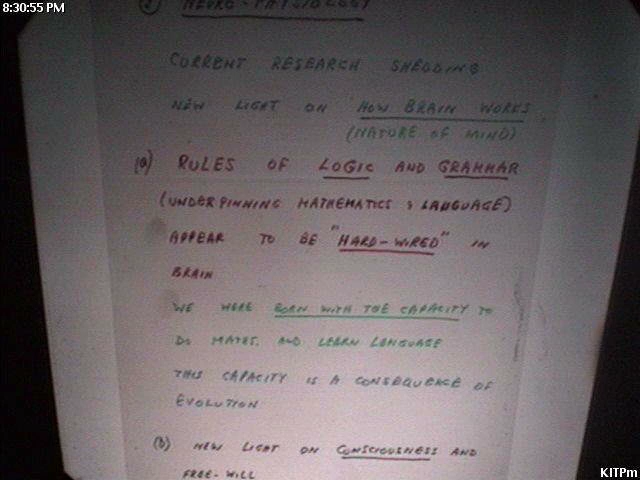 8:30:55 PM
(2) NEURO-PHYSIOLOGY
CURRENT RESEARCH SHEDDING
NEW LIGHT ON HOW BRAIN WORKS
(NATURE OF MIND)
(a) RULES OF LOGIC AND GRAMMAR
(UNDERPINNING MATHEMATICS & LANGUAGE)
APPEAR TO BE "HARD-WIRED" IN
BRAIN
WE WERE BORN WITH THE CAPACITY TO
DO MATHS. AND LEARN LANGUAGE
THIS CAPACITY IS A CONSEQUENCE OF
EVOLUTION
(b) NEW LIGHT ON CONSCIOUSNESS AND
FREE-WILL
KITPm